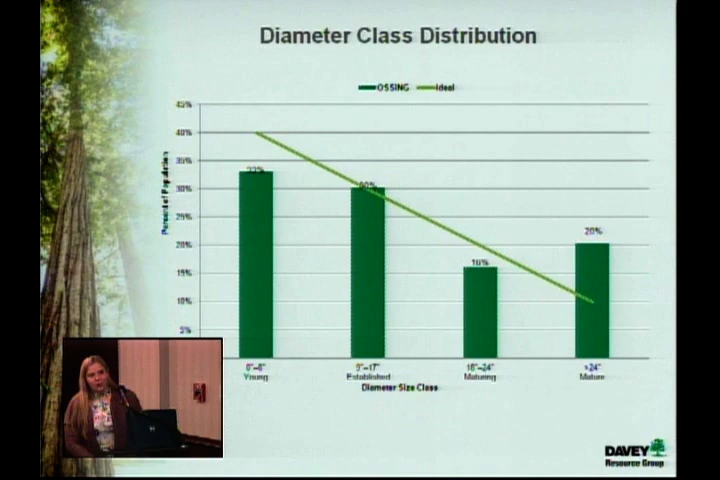 Diameter Class Distribution
OSSING Ideal
45%
40%
35%
30%
25%
20%
15%
10%
5%
Percent of Population
33%
30%
16%
20%
0"–8" 9"–17" 18"–24" >24"
Young Established Maturing Mature
Diameter Size Class
DAVEY
Resource Group